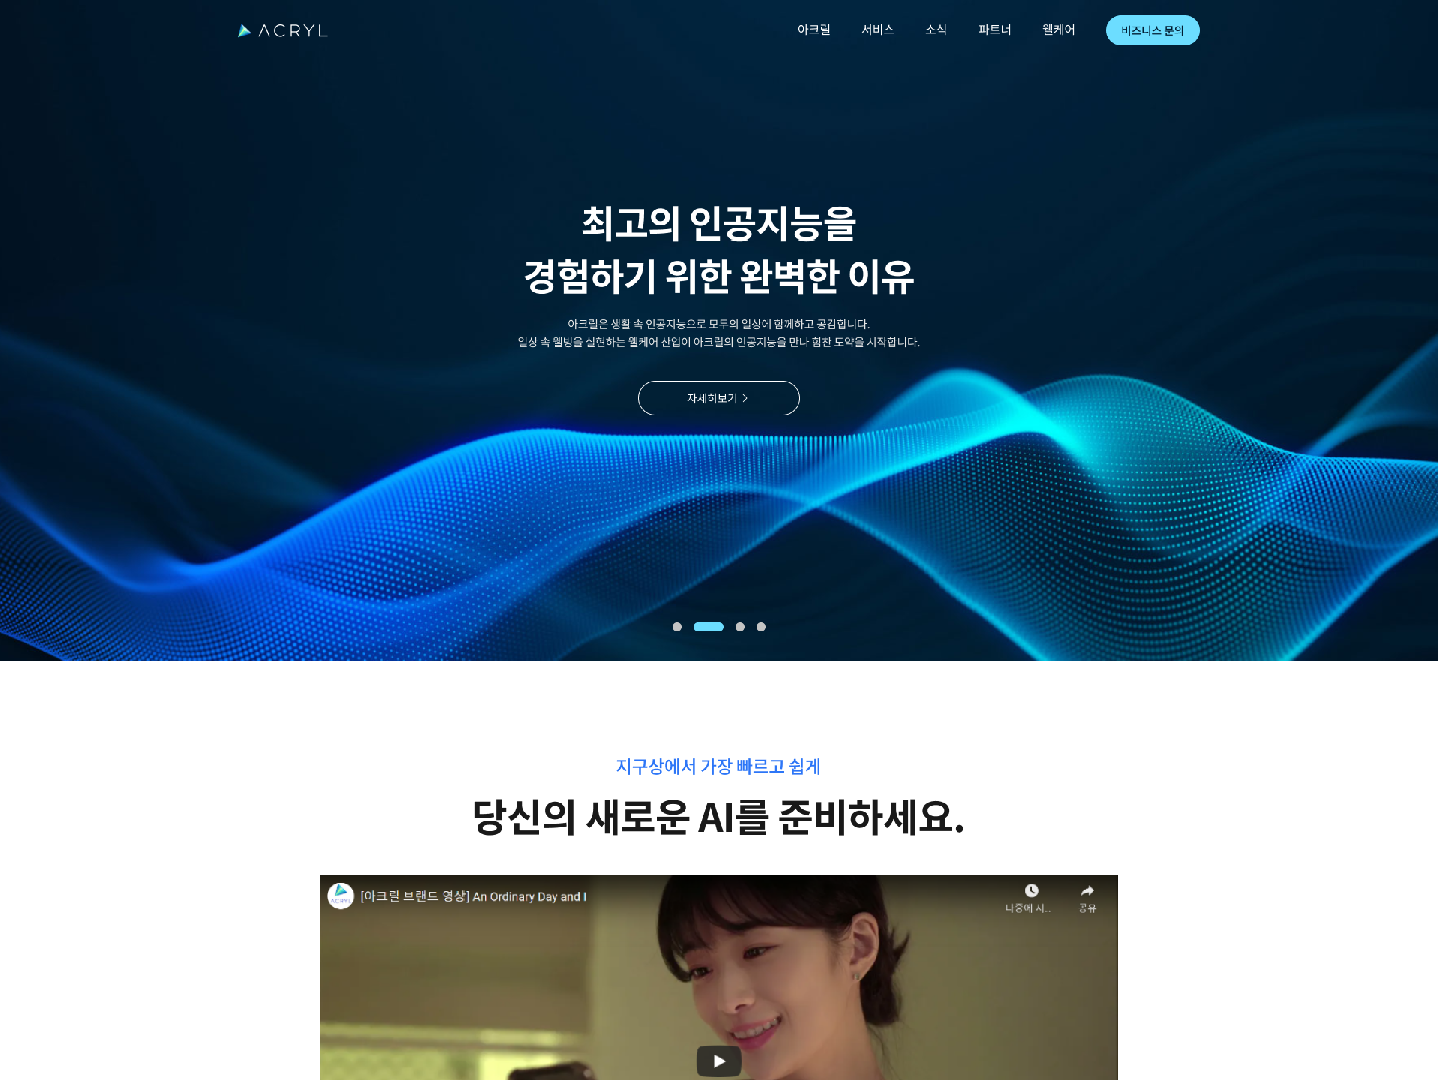 ACRYL
아크릴
서비스
소식
파트너
웰케어
비즈니스 문의
최고의 인공지능을
경험하기 위한 완벽한 이유
아크릴은 생활 속 인공지능으로 모두의 일상에 함께하고 공감합니다.
일상 속 웰빙을 실현하는 웰케어 산업이 아크릴의 인공지능을 만나 힘찬 도약을 시작합니다.
자세히보기
지구상에서 가장 빠르고 쉽게
당신의 새로운 AI를 준비하세요.
ACRYL
[아크릴 브랜드 영상] An Ordinary Day and I
나중에 시...
공유